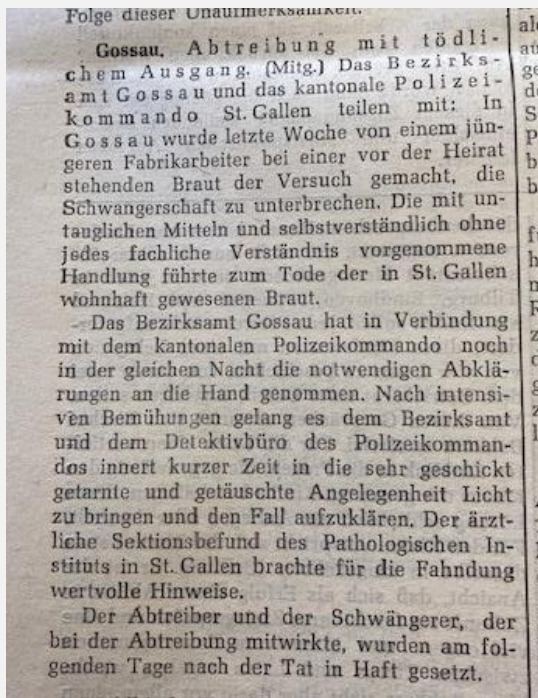 Folge dieser Unaufmerksamkeit.
Gossau. Abtreibung mit tödli-
chem Ausgang. (Mitg.) Das Bezirks-
amt Gossau und das kantonale Polizei-
kommando St. Gallen teilen mit: In
Gossau wurde letzte Woche von einem jün-
geren Fabrikarbeiter bei einer vor der Heirat
stehenden Braut der Versuch gemacht, die
Schwangerschaft zu unterbrechen. Die mit un-
tauglichen Mitteln und selbstverständlich ohne
jedes fachliche Verständnis vorgenommene
Handlung führte zum Tode der in St. Gallen
wohnhaft gewesenen Braut.
Das Bezirksamt Gossau hat in Verbindung
mit dem kantonalen Polizeikommando noch
in der gleichen Nacht die notwendigen Abklä-
rungen an die Hand genommen. Nach intensi-
ven Bemühungen gelang es dem Bezirksamt
und dem Detektivbüro des Polizeikomman-
dos innert kurzer Zeit in die sehr geschickt
getarnte und getäuschte Angelegenheit Licht
zu bringen und den Fall aufzuklären. Der ärzt-
liche Sektionsbefund des Pathologischen In-
stituts in St. Gallen brachte für die Fahndung
wertvolle Hinweise.
Der Abtreiber und der Schwängerer, der
bei der Abtreibung mitwirkte, wurden am fol-
genden Tage nach der Tat in Haft gesetzt.